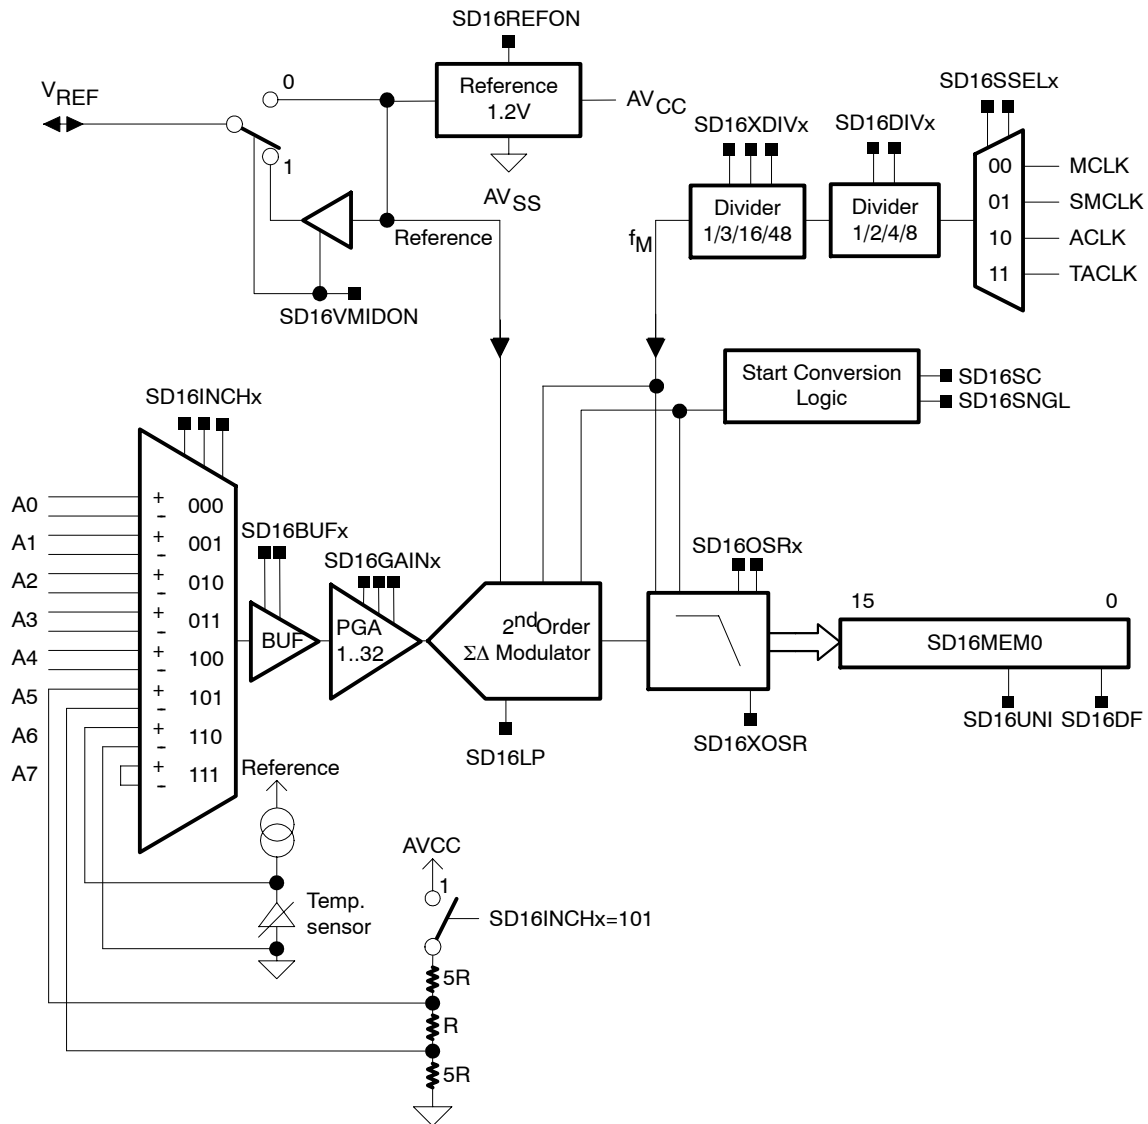 SD16REFON
VREF
0
1
Reference
1.2V
AVCC
AVSS
Reference
SD16VMIDON
SD16SSELx
SD16XDIVx
SD16DIVx
Divider
1/3/16/48
Divider
1/2/4/8
00
01
10
11
MCLK
SMCLK
ACLK
TACLK
fM
Start Conversion
Logic
SD16SC
SD16SNGL
SD16INCHx
A0
A1
A2
A3
A4
A5
A6
A7
+
-
+
-
+
-
+
-
+
-
+
-
+
-
+
-
000
001
010
011
100
101
110
111
SD16BUFx
BUF
SD16GAINx
PGA
1..32
2nd Order
ΣΔ Modulator
SD16LP
SD16OSRx
SD16XOSR
15
0
SD16MEM0
SD16UNI
SD16DF
Reference
Temp.
sensor
AVCC
1
SD16INCHx=101
5R
R
5R